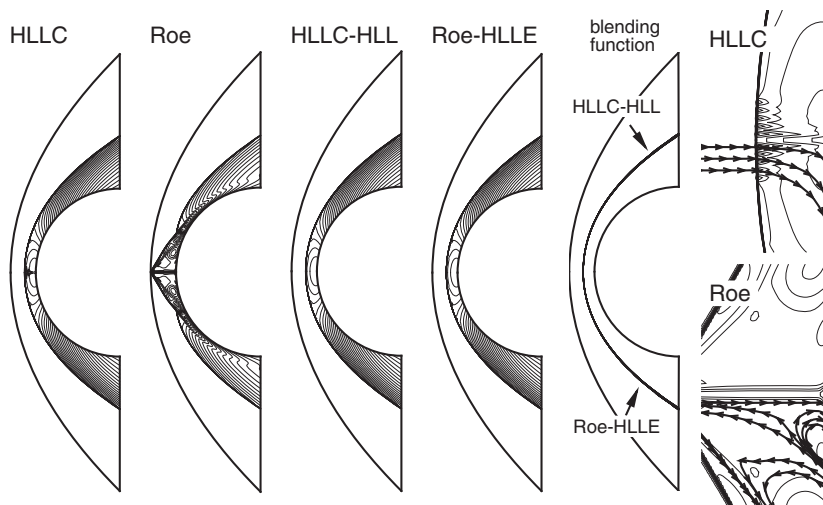 HLLC
Roe
HLLC-HLL
Roe-HLLE
blending
function
HLLC-HLL
Roe-HLLE
HLLC
Roe